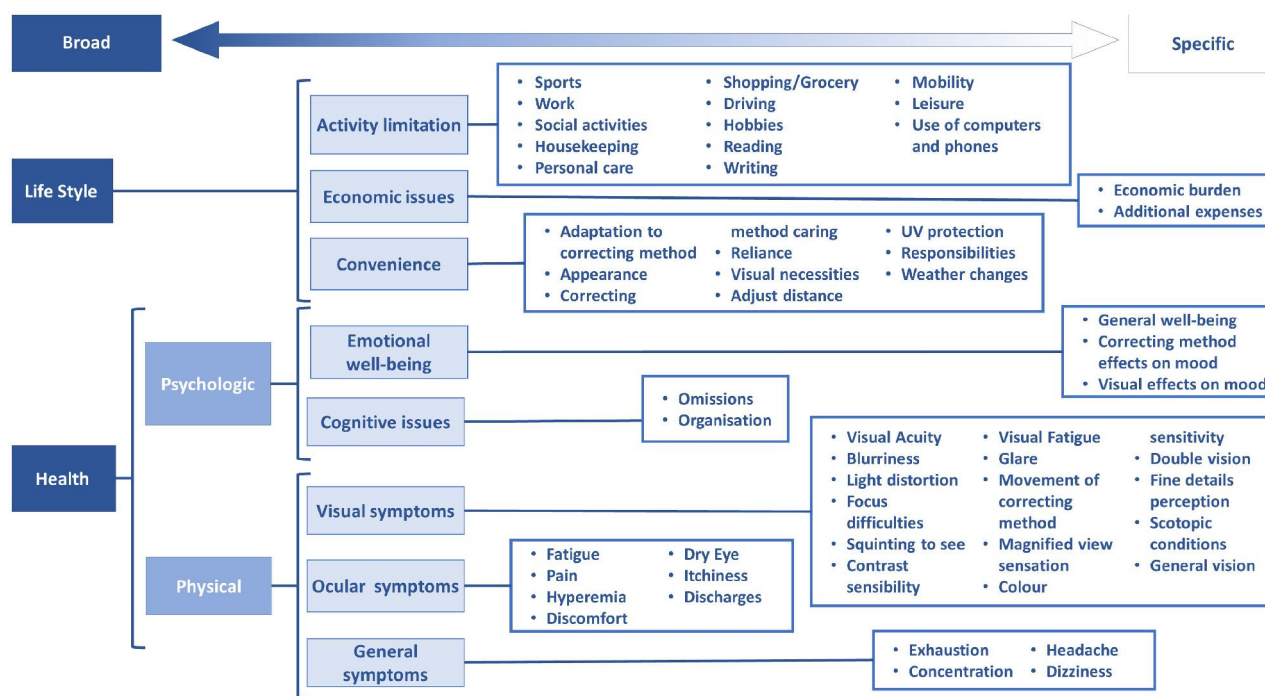 Broad
Specific
Life Style
Activity limitation
• Sports
• Work
• Social activities
• Housekeeping
• Personal care
• Shopping/Grocery
• Driving
• Hobbies
• Reading
• Writing
• Mobility
• Leisure
• Use of computers
and phones
Economic issues
• Economic burden
• Additional expenses
Convenience
• Adaptation to
correcting method
• Appearance
• Correcting
method caring
• Reliance
• Visual necessities
• Adjust distance
• UV protection
• Responsibilities
• Weather changes
Health
Psychologic
Emotional
well-being
• General well-being
• Correcting method
effects on mood
• Visual effects on mood
Cognitive issues
• Omissions
• Organisation
Physical
Visual symptoms
• Visual Acuity
• Blurriness
• Light distortion
• Focus
difficulties
• Squinting to see
• Contrast
sensibility
• Visual Fatigue
• Glare
• Movement of
correcting
method
• Magnified view
sensation
• Colour
sensitivity
• Double vision
• Fine details
perception
• Scotopic
conditions
• General vision
Ocular symptoms
• Fatigue
• Pain
• Hyperemia
• Discomfort
• Dry Eye
• Itchiness
• Discharges
General
symptoms
• Exhaustion
• Concentration
• Headache
• Dizziness